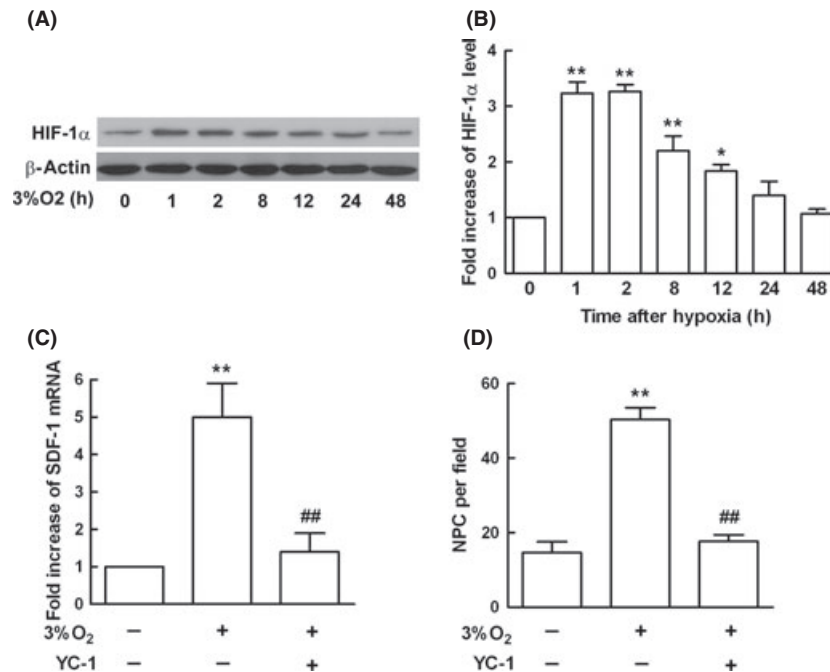 (A)
HIF-1α
β-Actin
3%O2 (h) 0 1 2 8 12 24 48
(B)
Fold increase of HIF-1α level
4
3
2
1
0
** ** ** *
0 1 2 8 12 24 48
Time after hypoxia (h)
(C)
Fold increase of SDF-1 mRNA
6
5
4
3
2
1
0
**
##
3%O₂ − + +
YC-1 − − +
(D)
NPC per field
60
40
20
0
**
##
3%O₂ − + +
YC-1 − − +